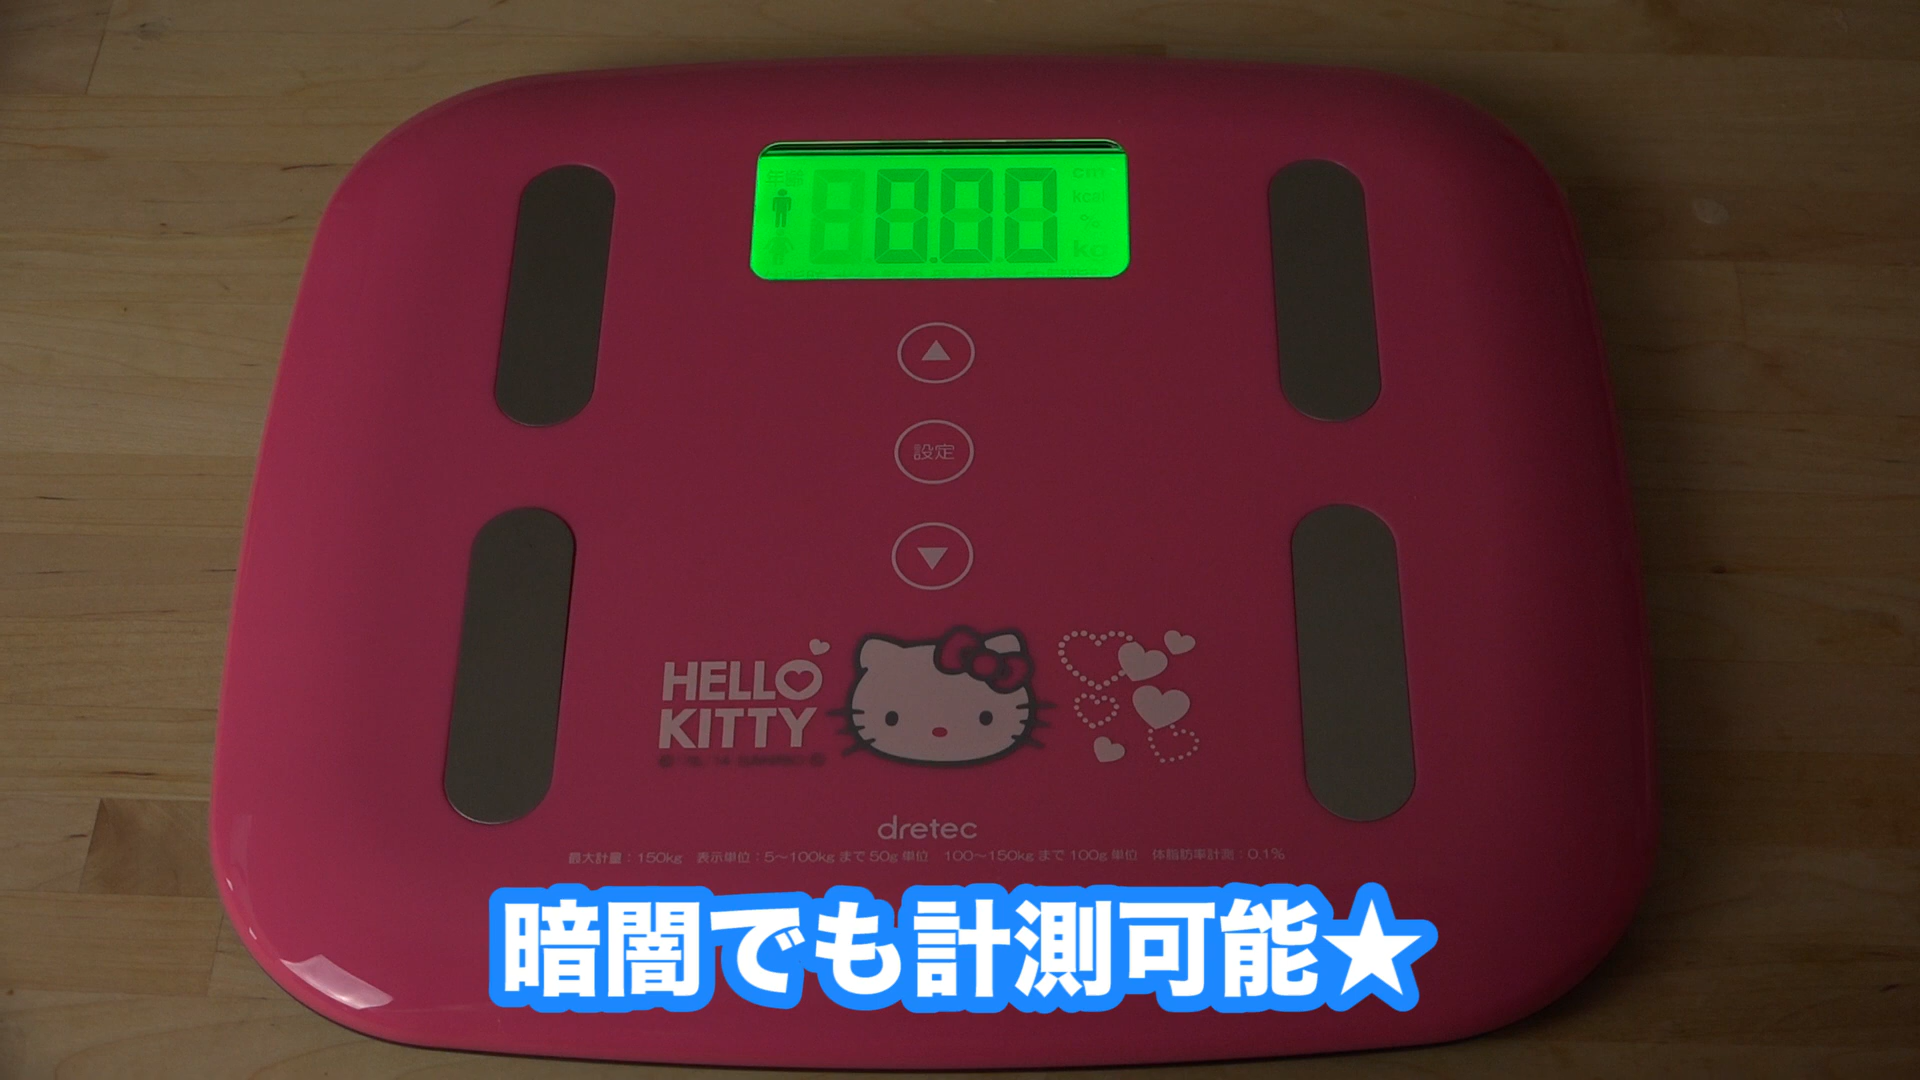 年齢
cm
kcal
%
kg
設定
HELLO
KITTY
dretec
最大計量：150kg 表示単位：5～100kgまで50g単位 100～150kgまで100g単位 体脂肪率計測：0.1%
暗闇でも計測可能★